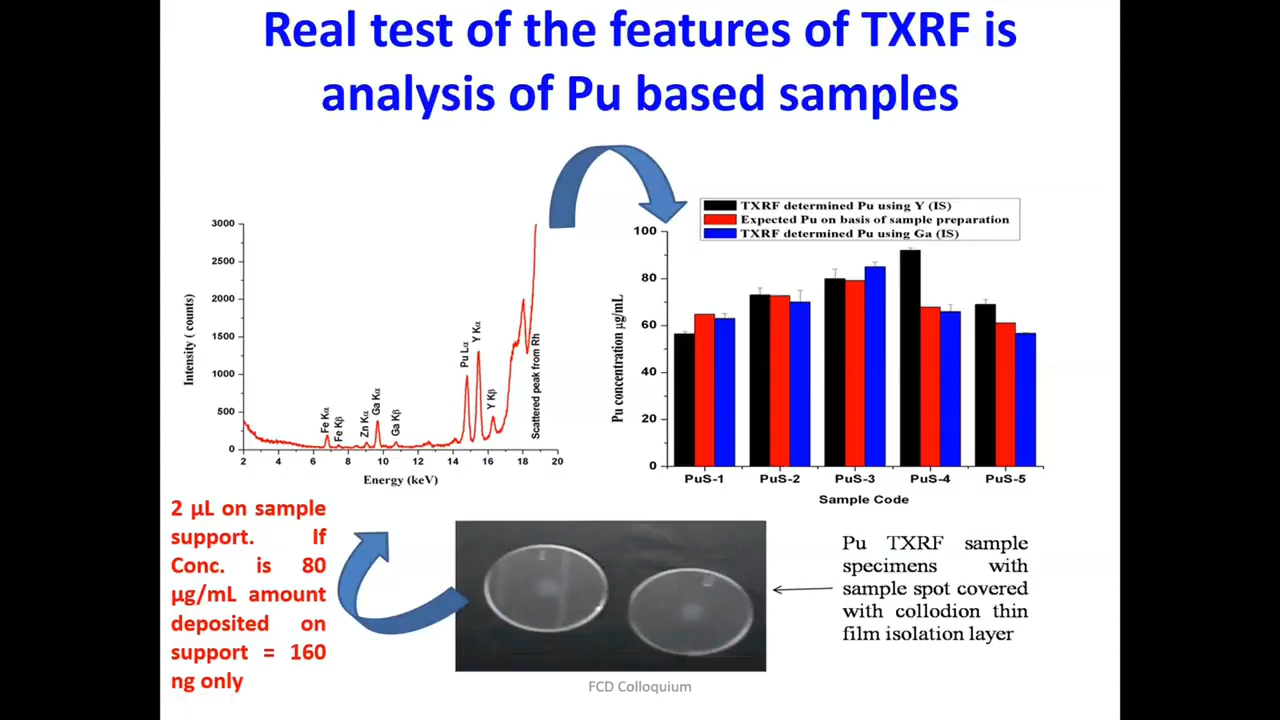 Real test of the features of TXRF is
analysis of Pu based samples
3000
2500
2000
1500
1000
500
0
Intensity ( counts)
Fe Kα
Fe Kβ
Zn Kα
Ga Kα
Ga Kβ
Pu Lα
Y Kα
Y Kβ
Scattered peak from Rh
2 4 6 8 10 12 14 16 18 20
Energy (keV)
TXRF determined Pu using Y (IS)
Expected Pu on basis of sample preparation
TXRF determined Pu using Ga (IS)
100
80
60
40
20
0
Pu concentration µg/mL
PuS-1 PuS-2 PuS-3 PuS-4 PuS-5
Sample Code
2 µL on sample
support. If
Conc. is 80
µg/mL amount
deposited on
support = 160
ng only
Pu TXRF sample
specimens with
sample spot covered
with collodion thin
film isolation layer
FCD Colloquium